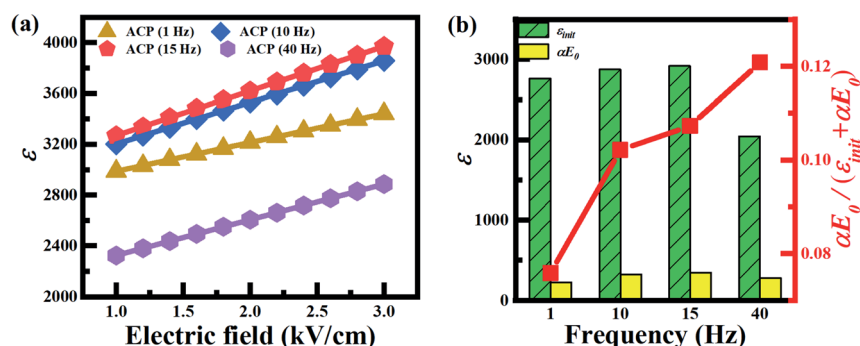 (a)
ACP (1 Hz)
ACP (10 Hz)
ACP (15 Hz)
ACP (40 Hz)
4000
3600
3200
2800
2400
2000
ε
1.0 1.5 2.0 2.5 3.0
Electric field (kV/cm)
(b)
ε_init
αE_0
3000
2000
1000
0
ε
1 10 15 40
Frequency (Hz)
0.12
0.10
0.08
αE_0 / (ε_init+αE_0)